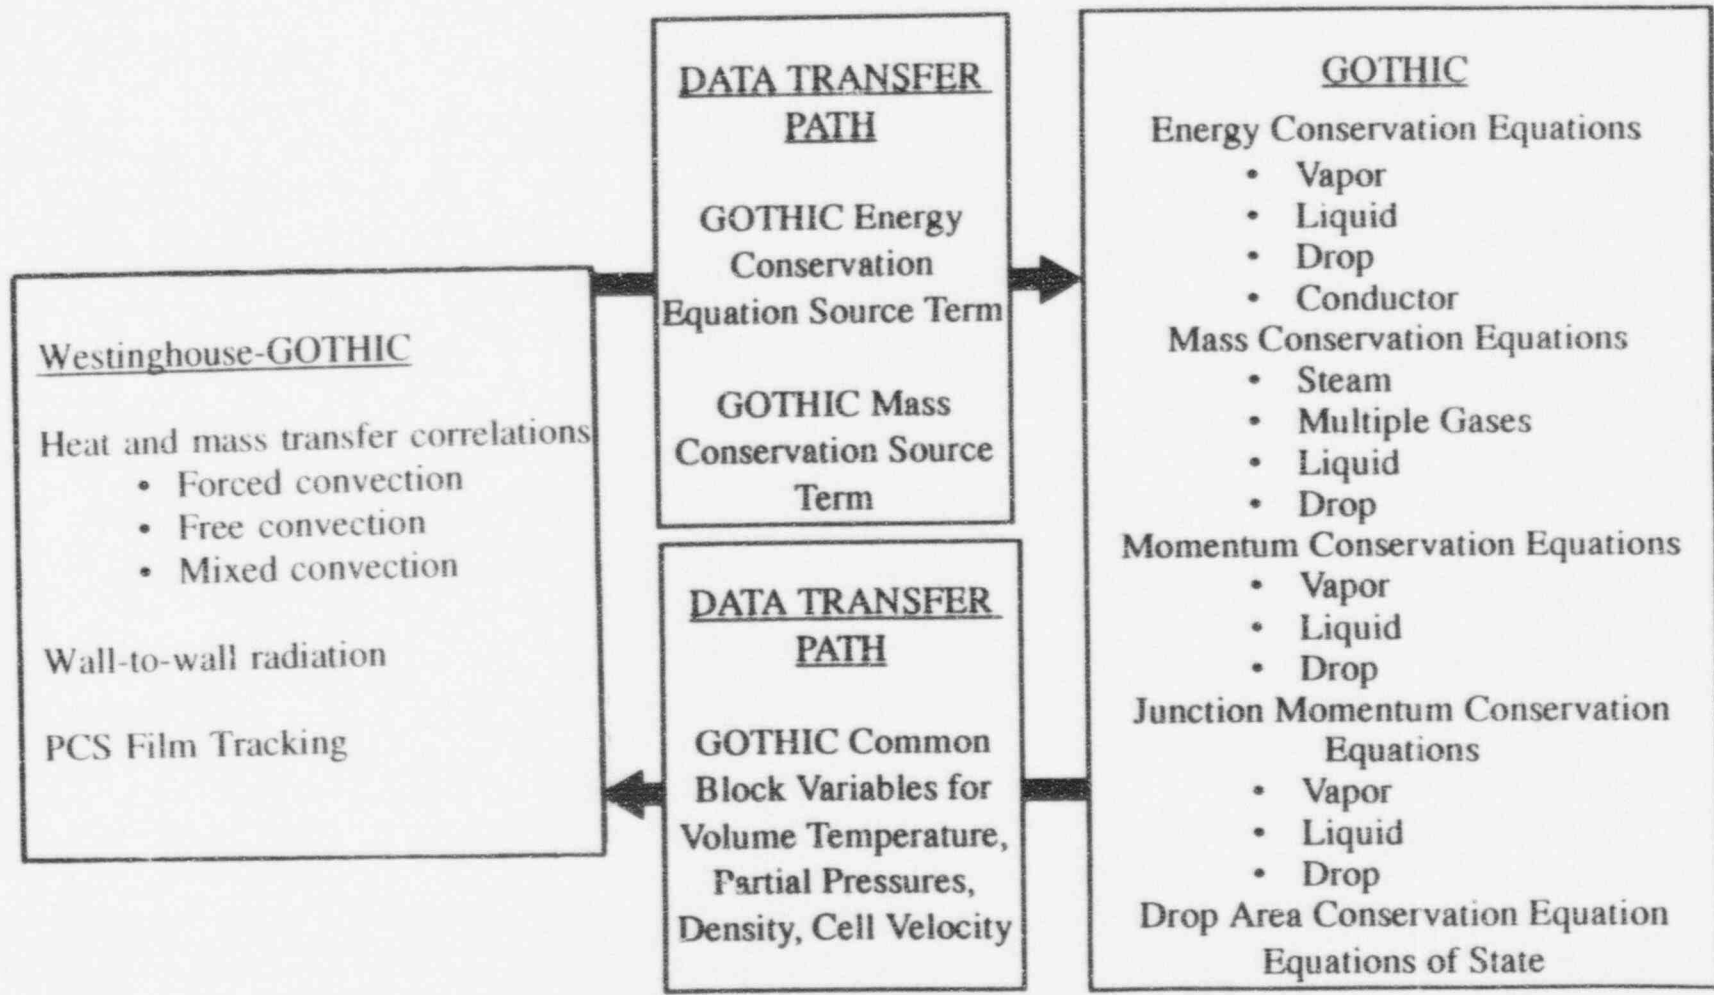 Westinghouse-GOTHIC
Heat and mass transfer correlations
• Forced convection
• Free convection
• Mixed convection
Wall-to-wall radiation
PCS Film Tracking
DATA TRANSFER
PATH
GOTHIC Energy
Conservation
Equation Source Term
GOTHIC Mass
Conservation Source
Term
DATA TRANSFER
PATH
GOTHIC Common
Block Variables for
Volume Temperature,
Partial Pressures,
Density, Cell Velocity
GOTHIC
Energy Conservation Equations
• Vapor
• Liquid
• Drop
• Conductor
Mass Conservation Equations
• Steam
• Multiple Gases
• Liquid
• Drop
Momentum Conservation Equations
• Vapor
• Liquid
• Drop
Junction Momentum Conservation
Equations
• Vapor
• Liquid
• Drop
Drop Area Conservation Equation
Equations of State